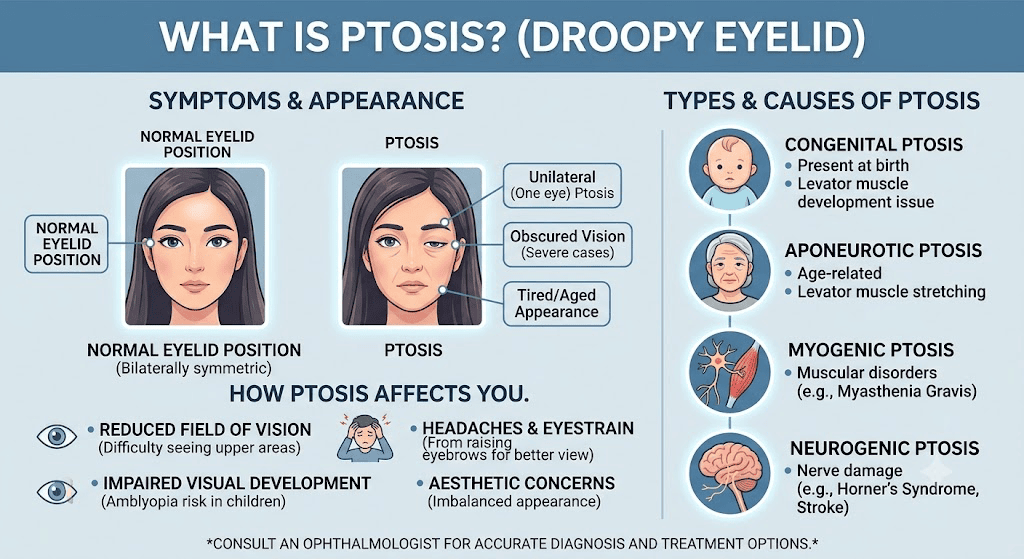 WHAT IS PTOSIS? (DROOPY EYELID)
SYMPTOMS & APPEARANCE
NORMAL EYELID
POSITION
PTOSIS
NORMAL
EYELID
POSITION
Unilateral
(One eye) Ptosis
Obscured Vision
(Severe cases)
Tired/Aged
Appearance
NORMAL EYELID POSITION
(Bilaterally symmetric)
PTOSIS
HOW PTOSIS AFFECTS YOU.
• REDUCED FIELD OF VISION
(Difficulty seeing upper areas)
• HEADACHES & EYESTRAIN
(From raising
eyebrows for better view)
• IMPAIRED VISUAL DEVELOPMENT
(Amblyopia risk in children)
• AESTHETIC CONCERNS
(Imbalanced appearance)
TYPES & CAUSES OF PTOSIS
CONGENITAL PTOSIS
• Present at birth
• Levator muscle
development issue
APONEUROTIC PTOSIS
• Age-related
• Levator muscle stretching
MYOGENIC PTOSIS
• Muscular disorders
(e.g., Myasthenia Gravis)
NEUROGENIC PTOSIS
• Nerve damage
(e.g., Horner's Syndrome,
Stroke)
*CONSULT AN OPHTHALMOLOGIST FOR ACCURATE DIAGNOSIS AND TREATMENT OPTIONS.*